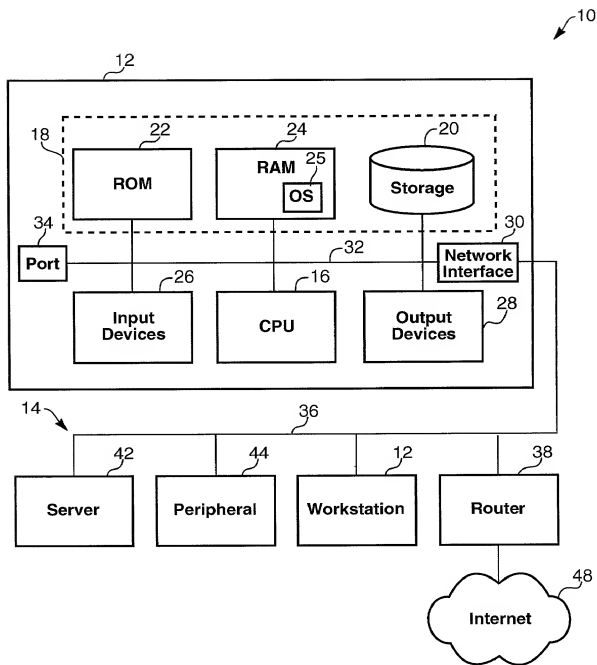 10
12
18
22
24
20
ROM
RAM
25
OS
Storage
34
Port
32
30
Network
Interface
26
16
Input
Devices
CPU
Output
Devices
28
14
36
42
44
12
38
Server
Peripheral
Workstation
Router
48
Internet